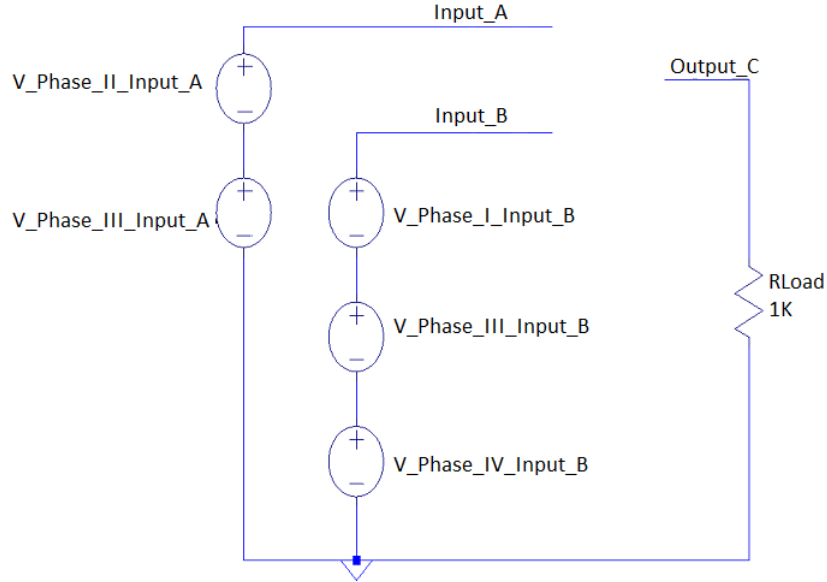 Input_A
V_Phase_II_Input_A
Output_C
Input_B
V_Phase_III_Input_A
V_Phase_I_Input_B
RLoad
1K
V_Phase_III_Input_B
V_Phase_IV_Input_B